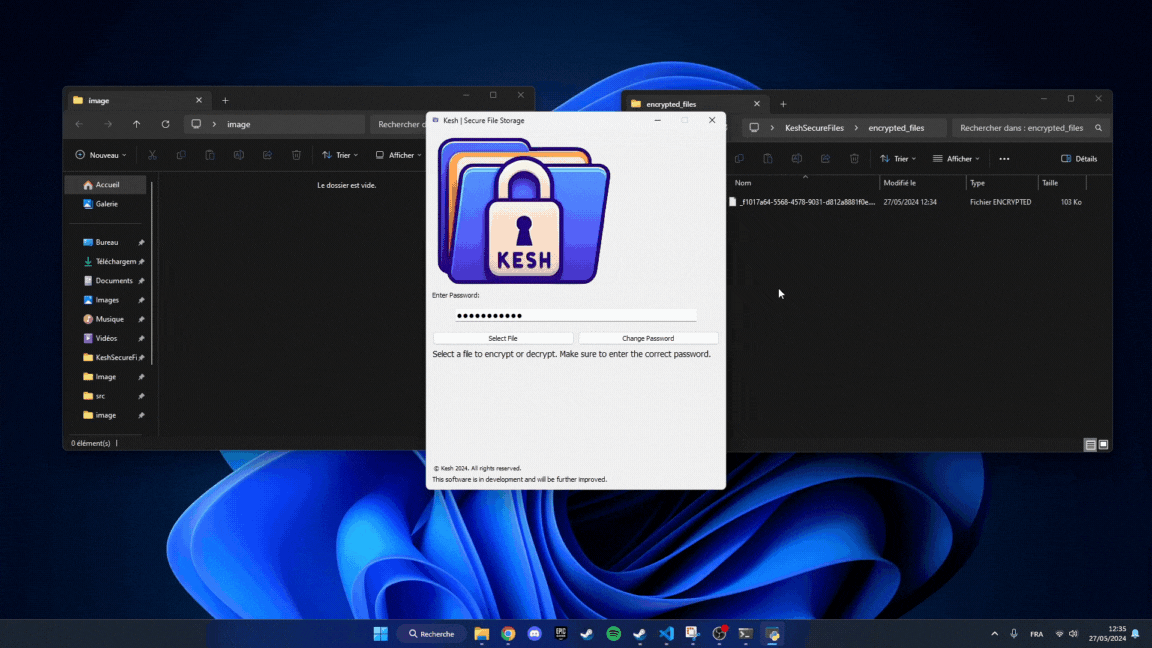 image
Nouveau
Trier
Afficher
image
Rechercher d
Accueil
Galerie
Bureau
Téléchargem
Documents
Images
Musique
Vidéos
KeshSecureFi
Image
src
image
Le dossier est vide.
0 élément(s)
Kesh | Secure File Storage
KESH
Enter Password:
Select File
Change Password
Select a file to encrypt or decrypt. Make sure to enter the correct password.
© Kesh 2024. All rights reserved.
This software is in development and will be further improved.
encrypted_files
KeshSecureFiles
encrypted_files
Rechercher dans : encrypted_files
Trier
Afficher
Détails
Nom
Modifié le
Type
Taille
_f1017a64-5568-4578-9031-d812a8881f0e...
27/05/2024 12:34
Fichier ENCRYPTED
103 Ko
Recherche
EPIC
FRA
12:35
27/05/2024